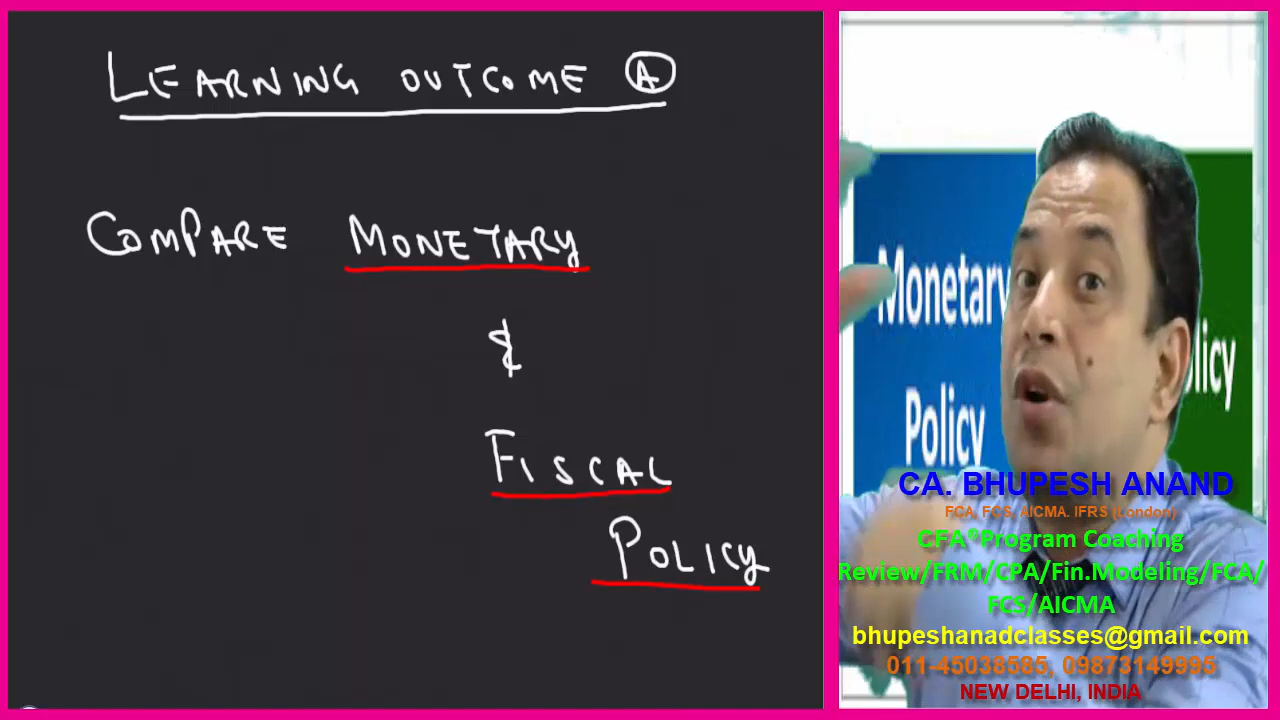 LEARNING OUTCOME A
COMPARE MONETARY
&
FISCAL
POLICY
Monetary
Policy
licy
CA. BHUPESH ANAND
FCA, FCS, AICMA. IFRS (London)
CFA®Program Coaching
Review/FRM/CPA/Fin.Modeling/FCA/
FCS/AICMA
bhupeshanadclasses@gmail.com
011-45038585, 09873149995
NEW DELHI, INDIA